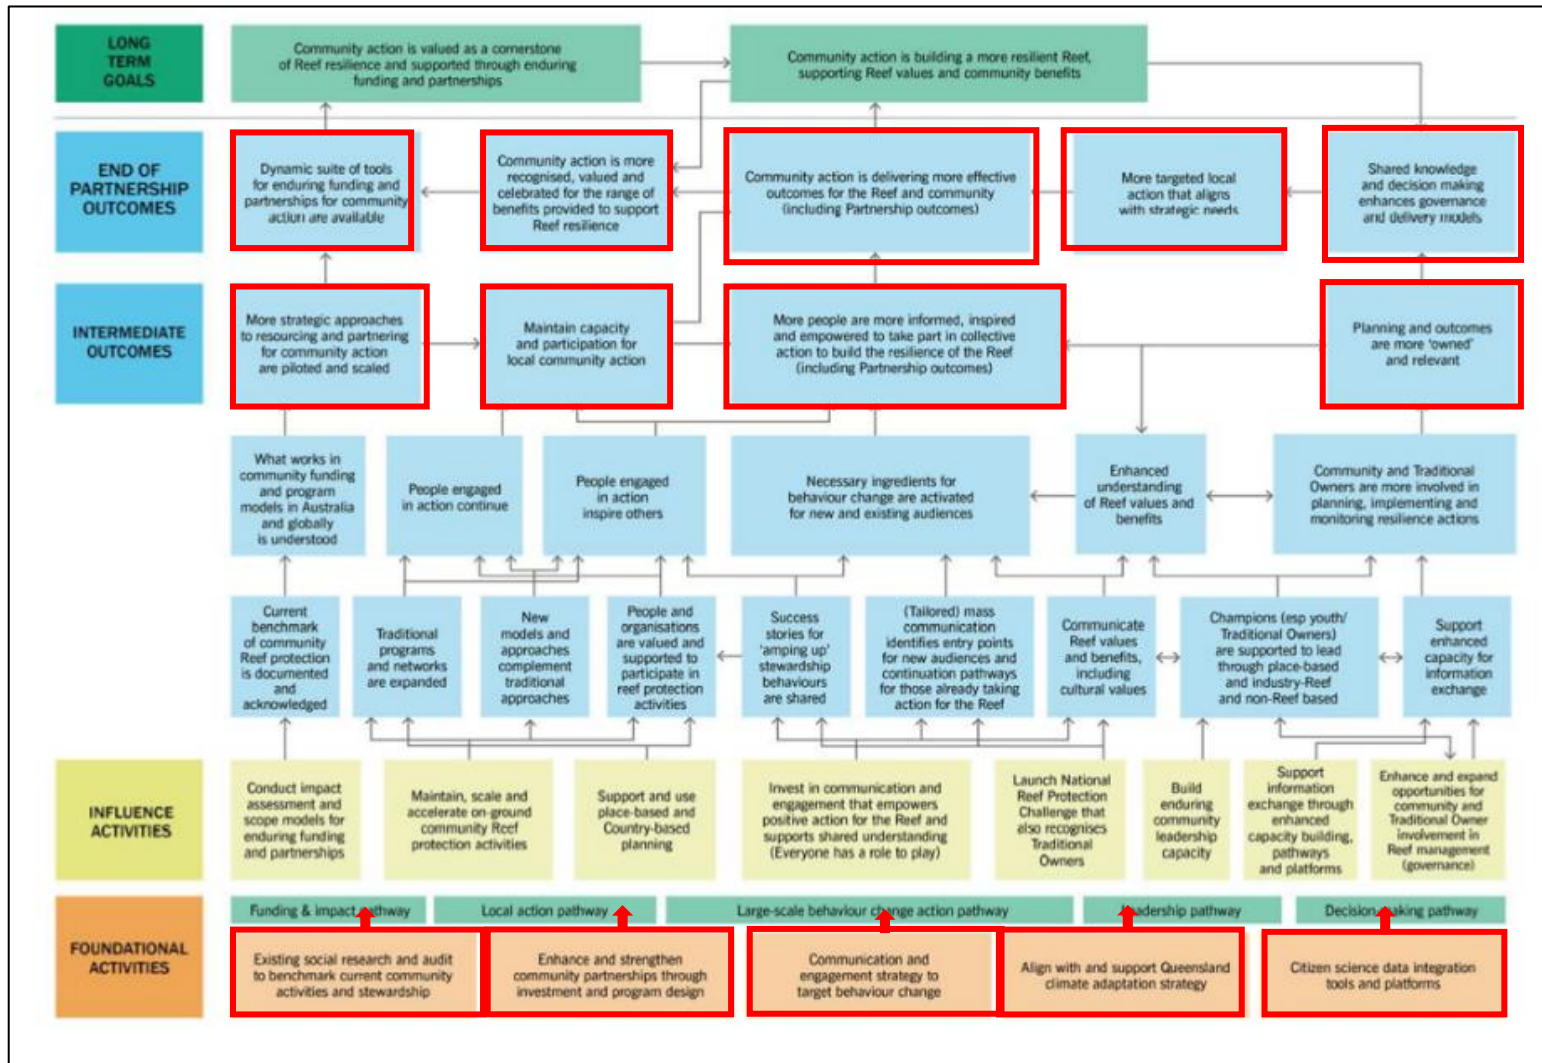 LONG
TERM
GOALS
Community action is valued as a cornerstone
of Reef resilience and supported through enduring
funding and partnerships
Community action is building a more resilient Reef,
supporting Reef values and community benefits
END OF
PARTNERSHIP
OUTCOMES
Dynamic suite of tools
for enduring funding and
partnerships for community
action are available
Community action is more
recognised, valued and
celebrated for the range of
benefits provided to support
Reef resilience
Community action is delivering more effective
outcomes for the Reef and community
(including Partnership outcomes)
More targeted local
action that aligns
with strategic needs
Shared knowledge
and decision making
enhances governance
and delivery models
INTERMEDIATE
OUTCOMES
More strategic approaches
to resourcing and partnering
for community action
are piloted and scaled
Maintain capacity
and participation for
local community action
More people are more informed, inspired
and empowered to take part in collective
action to build the resilience of the Reef
(including Partnership outcomes)
Planning and outcomes
are more 'owned'
and relevant
What works in
community funding
and program
models in Australia
and globally
is understood
People engaged
in action continue
People engaged
in action
inspire others
Necessary ingredients for
behaviour change are activated
for new and existing audiences
Enhanced
understanding
of Reef values and
benefits
Community and Traditional
Owners are more involved in
planning, implementing and
monitoring resilience actions
Current
benchmark
of community
Reef protection
is documented
and
acknowledged
Traditional
programs
and networks
are expanded
New
models and
approaches
complement
traditional
approaches
People and
organisations
are valued and
supported to
participate in
reef protection
activities
Success
stories for
'amping up'
stewardship
behaviours
are shared
(Tailored) mass
communication
identifies entry points
for new audiences and
continuation pathways
for those already taking
action for the Reef
Communicate
Reef values
and benefits,
including
cultural values
Champions (esp youth/
Traditional Owners)
are supported to lead
through place-based
and industry-Reef
and non-Reef based
Support
enhanced
capacity for
information
exchange
INFLUENCE
ACTIVITIES
Conduct impact
assessment and
scope models for
enduring funding
and partnerships
Maintain, scale and
accelerate on-ground
community Reef
protection activities
Support and use
place-based and
Country-based
planning
Invest in communication and
engagement that empowers
positive action for the Reef and
supports shared understanding
(Everyone has a role to play)
Launch National
Reef Protection
Challenge that
also recognises
Traditional
Owners
Build
enduring
community
leadership
capacity
Support
information
exchange through
enhanced
capacity building,
pathways
and platforms
Enhance and expand
opportunities for
community and
Traditional Owner
involvement in
Reef management
(governance)
Funding & impact pathway
Local action pathway
Large-scale behaviour change action pathway
Leadership pathway
Decision-making pathway
FOUNDATIONAL
ACTIVITIES
Existing social research and audit
to benchmark current community
activities and stewardship
Enhance and strengthen
community partnerships through
investment and program design
Communication and
engagement strategy to
target behaviour change
Align with and support Queensland
climate adaptation strategy
Citizen science data integration
tools and platforms